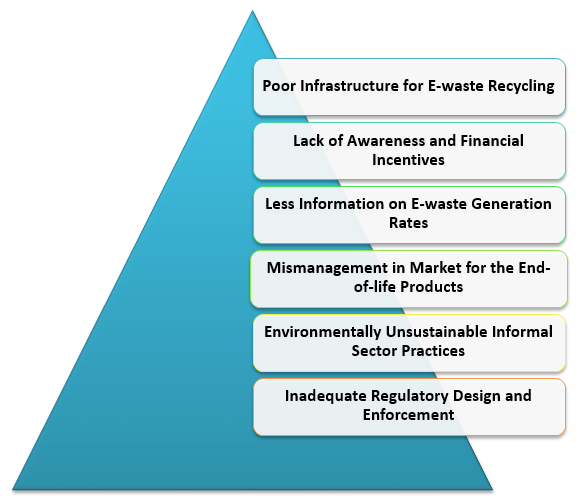 Poor Infrastructure for E-waste Recycling
Lack of Awareness and Financial
Incentives
Less Information on E-waste Generation
Rates
Mismanagement in Market for the End-
of-life Products
Environmentally Unsustainable Informal
Sector Practices
Inadequate Regulatory Design and
Enforcement